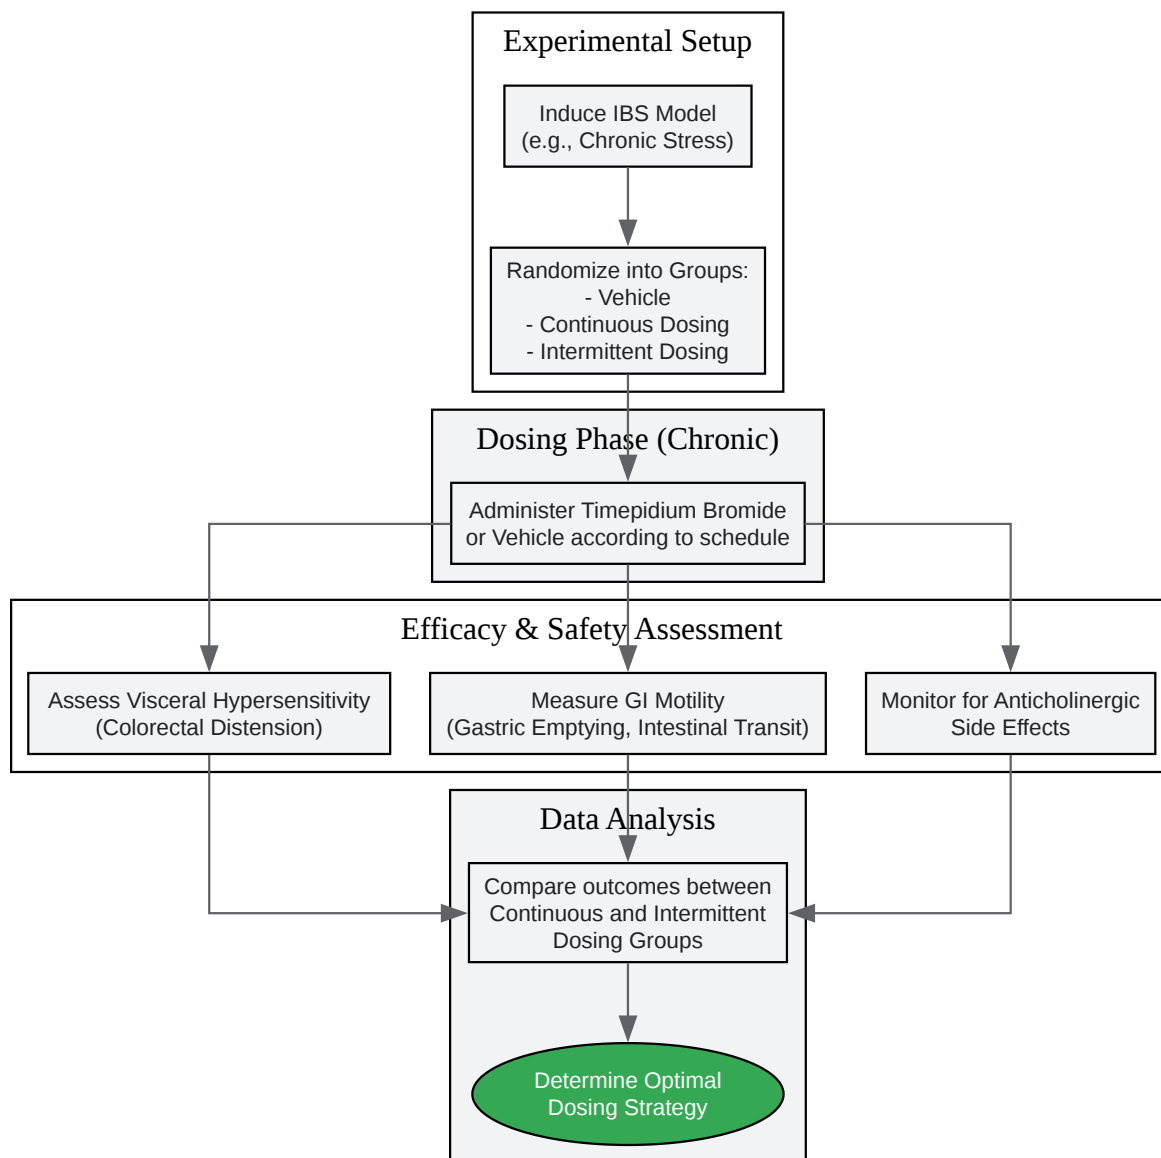 Experimental Setup
Induce IBS Model
(e.g., Chronic Stress)
Randomize into Groups:
- Vehicle
- Continuous Dosing
- Intermittent Dosing
Dosing Phase (Chronic)
Administer Timepidium Bromide
or Vehicle according to schedule
Efficacy & Safety Assessment
Assess Visceral Hypersensitivity
(Colorectal Distension)
Measure GI Motility
(Gastric Emptying, Intestinal Transit)
Monitor for Anticholinergic
Side Effects
Data Analysis
Compare outcomes between
Continuous and Intermittent
Dosing Groups
Determine Optimal
Dosing Strategy